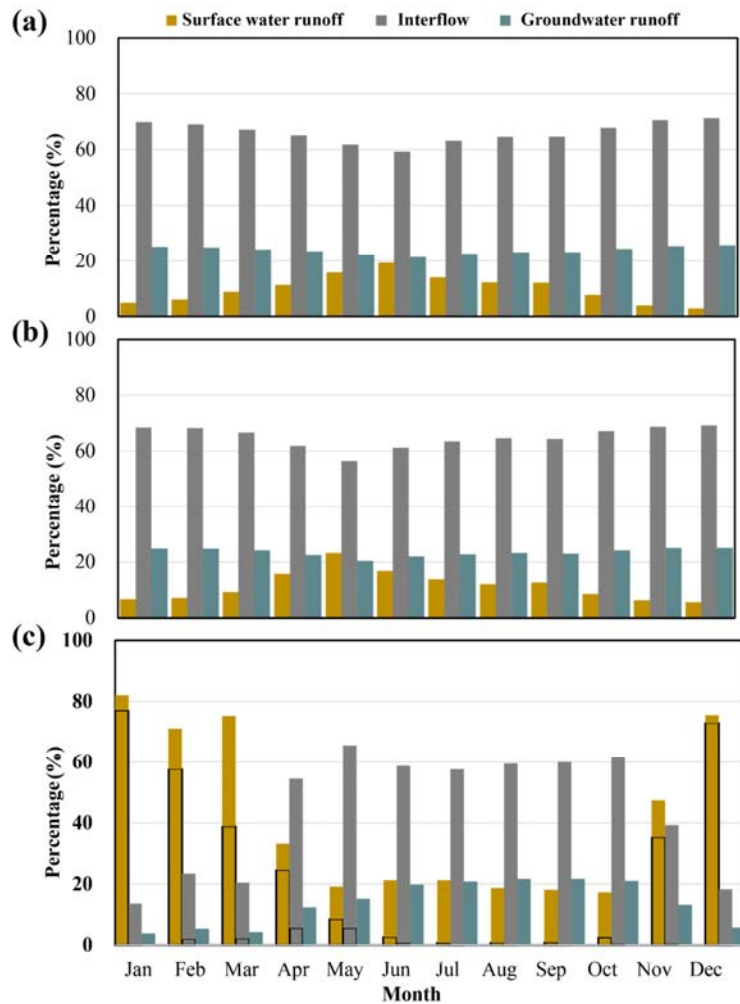 (a)
Surface water runoff Interflow Groundwater runoff
100
80
60
40
20
0
Percentage (%)
(b)
100
80
60
40
20
0
Percentage (%)
(c)
100
80
60
40
20
0
Percentage (%)
Jan Feb Mar Apr May Jun Jul Aug Sep Oct Nov Dec
Month